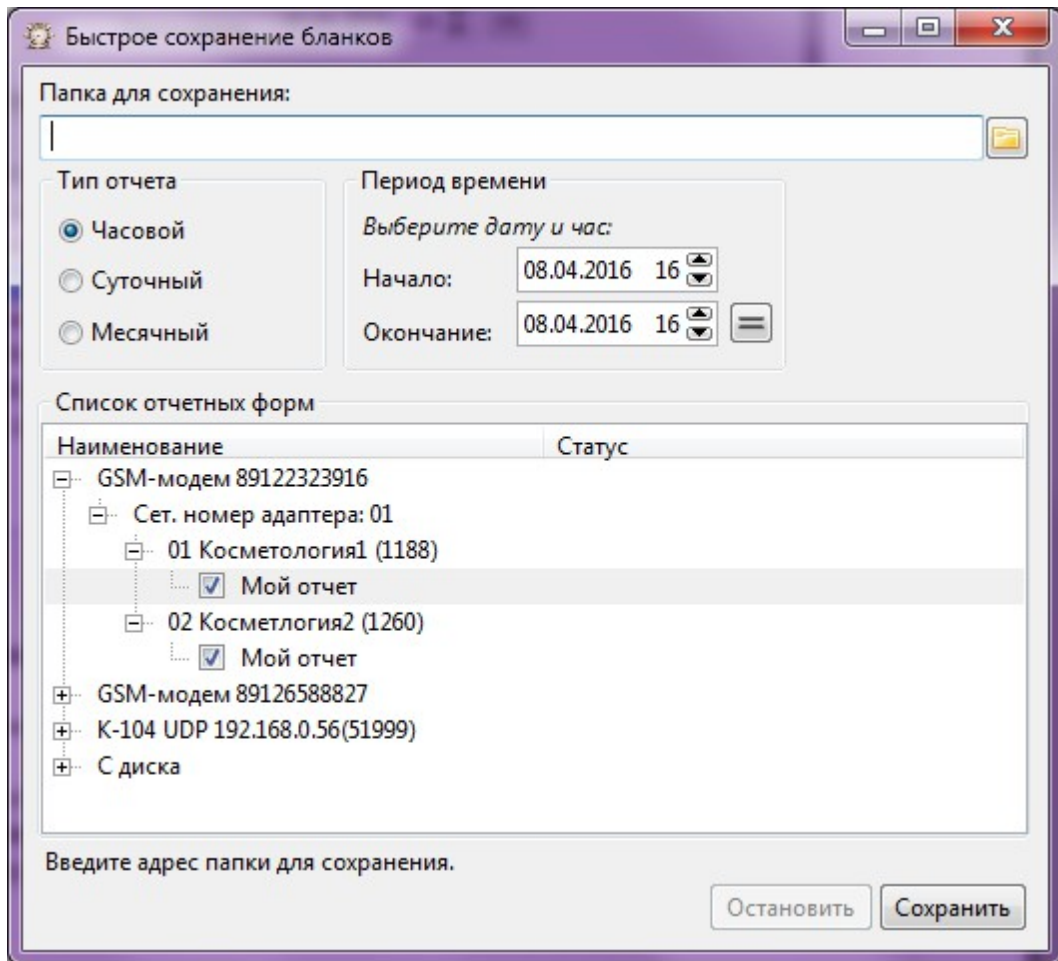 Быстрое сохранение бланков
Папка для сохранения:
Тип отчета
Часовой
Суточный
Месячный
Период времени
Выберите дату и час:
Начало: 08.04.2016 16
Окончание: 08.04.2016 16
Список отчетных форм
Наименование Статус
GSM-модем 89122323916
Сет. номер адаптера: 01
01 Косметология1 (1188)
Мой отчет
02 Косметлогия2 (1260)
Мой отчет
GSM-модем 89126588827
К-104 UDP 192.168.0.56(51999)
С диска
Введите адрес папки для сохранения.
Остановить Сохранить